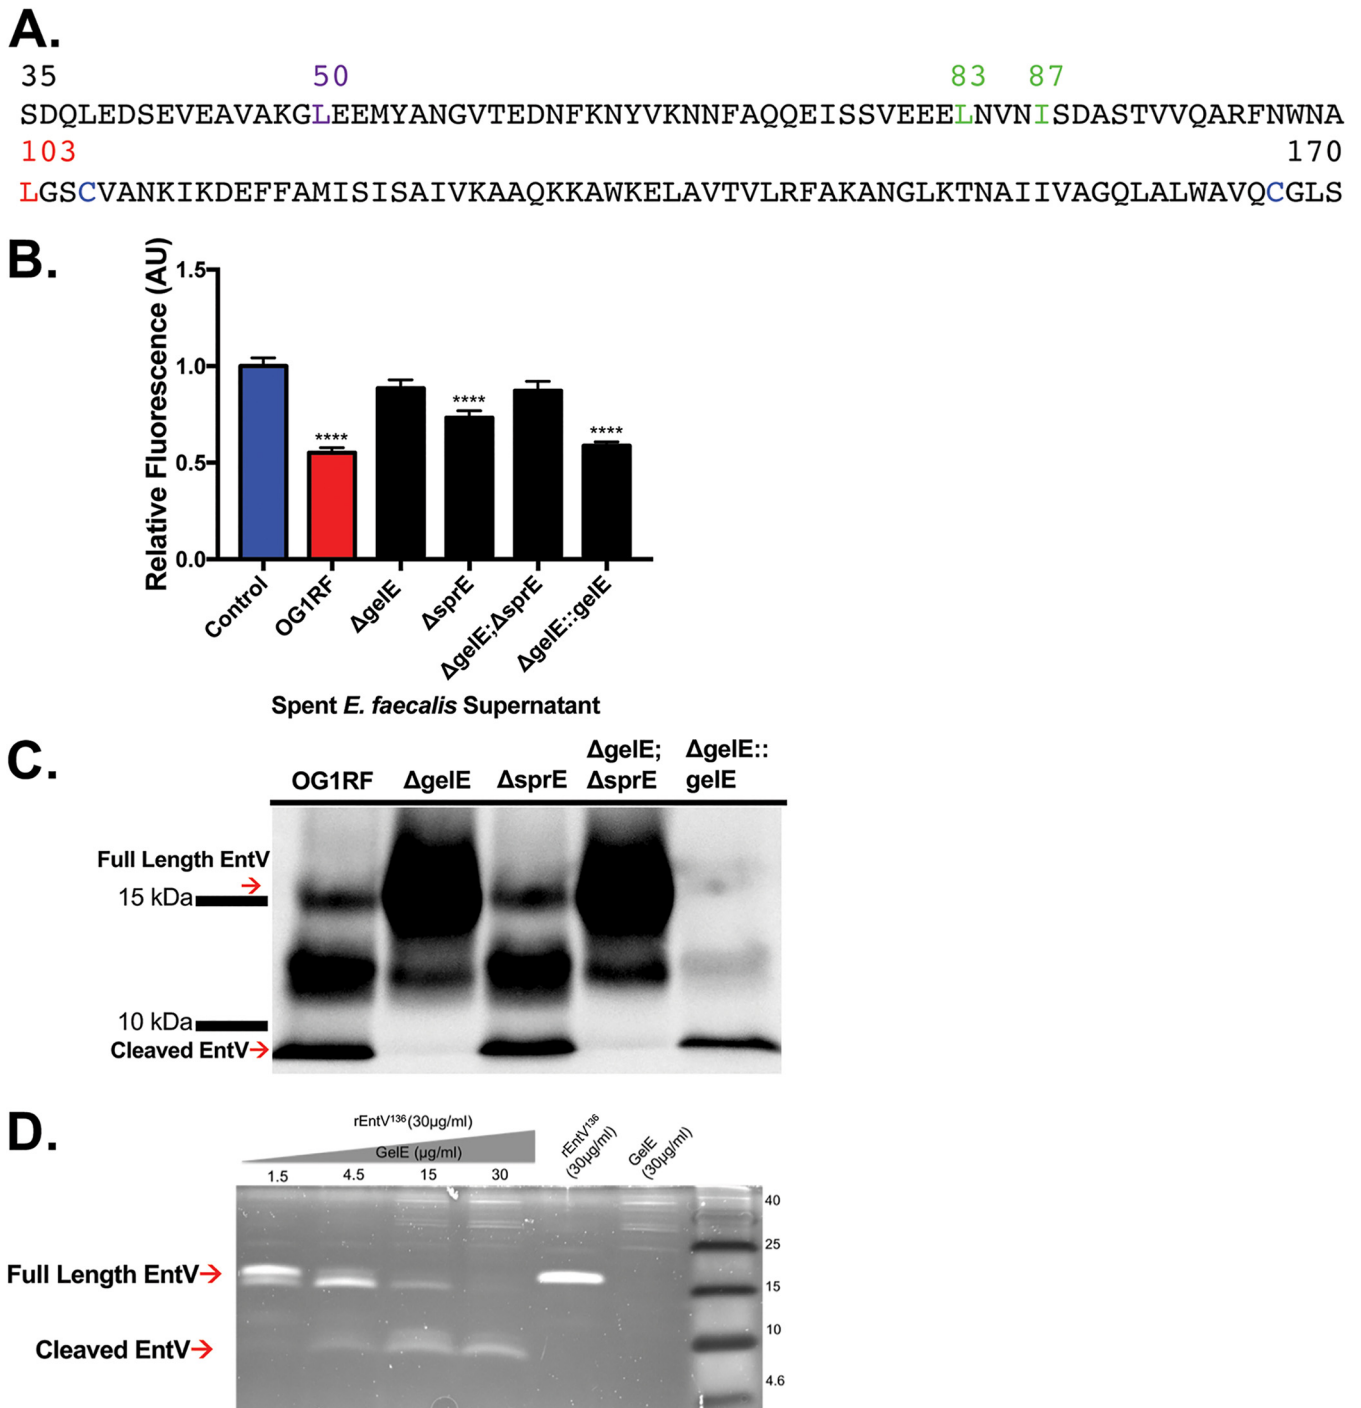 A.
35 50 83 87
SDQLEDSEVEAVAKGLEEMYANGVTEDNFKNYVKNNFAQQEISSVEEELNVNISDASTVVQARFNWNA
103 170
LGSCVANKIKDEFFAMISISAIVKAAQKKAWKELAVTVLRFAKANGLKTNAIIVAGQLALWAVQCGLS
B.
Relative Fluorescence (AU)
1.5
1.0
0.5
0.0
**** **** ****
Control OG1RF ΔgelE ΔsprE ΔgelE;ΔsprE ΔgelE::gelE
Spent E. faecalis Supernatant
C.
OG1RF ΔgelE ΔsprE ΔgelE; ΔsprE ΔgelE:: gelE
Full Length EntV→
15 kDa
10 kDa
Cleaved EntV→
D.
rEntV136(30μg/ml)
GelE (μg/ml)
1.5 4.5 15 30
rEntV136 (30μg/ml)
GelE (30μg/ml)
40
25
15
10
4.6
Full Length EntV→
Cleaved EntV→